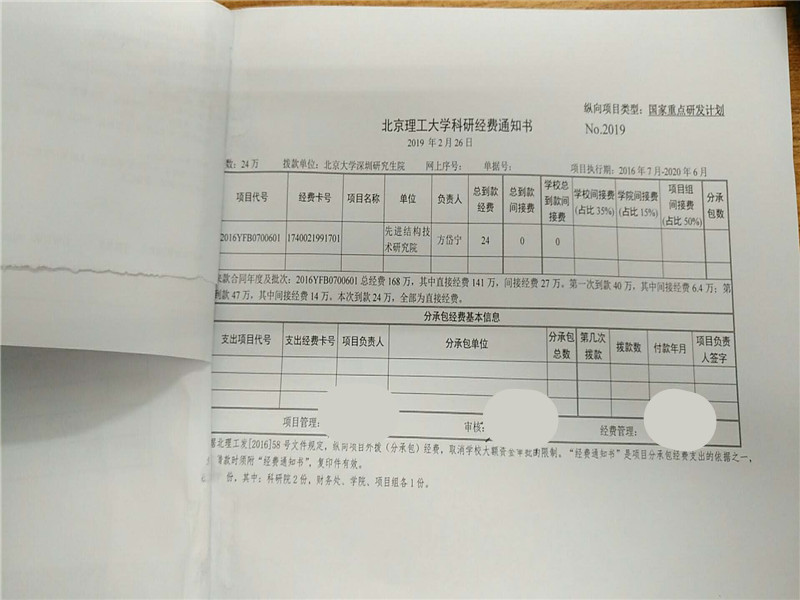 纵向项目类型：国家重点研发计划
北京理工大学科研经费通知书
No.2019
2019 年 2 月 26 日
数：24 万 拨款单位：北京大学深圳研究生院 网上序号： 单据号： 项目执行期：2016 年 7 月-2020 年 6 月
项目代号 经费卡号 项目名称 单位 负责人 总到款经费 总到款间接费 学校总到款间接费 学校间接费(占比 35%) 学院间接费(占比 15%) 项目组间接费(占比 50%) 分承包数
2016YFB0700601 1740021991701 先进结构技术研究院 方岱宁 24 0 0
款合同年度及批次：2016YFB0700601 总经费 168 万，其中直接经费 141 万，间接经费 27 万。第一次到款 40 万，其中间接经费 6.4 万；第
到款 47 万，其中间接经费 14 万。本次到款 24 万，全部为直接经费。
分承包经费基本信息
支出项目代号 支出经费卡号 项目负责人 分承包单位 分承包总数 第几次拨款 拨款数 付款年月 项目负责人签字
项目管理： 审核： 经费管理：
北理工发[2016]58 号文件规定，纵向项目外拨（分承包）经费，取消学校大额资金审批的限制。“经费通知书”是项目分承包经费支出的依据之一，
借款时须附“经费通知书”，复印件有效。
份，其中：科研院 2 份，财务处、学院、项目组各 1 份。